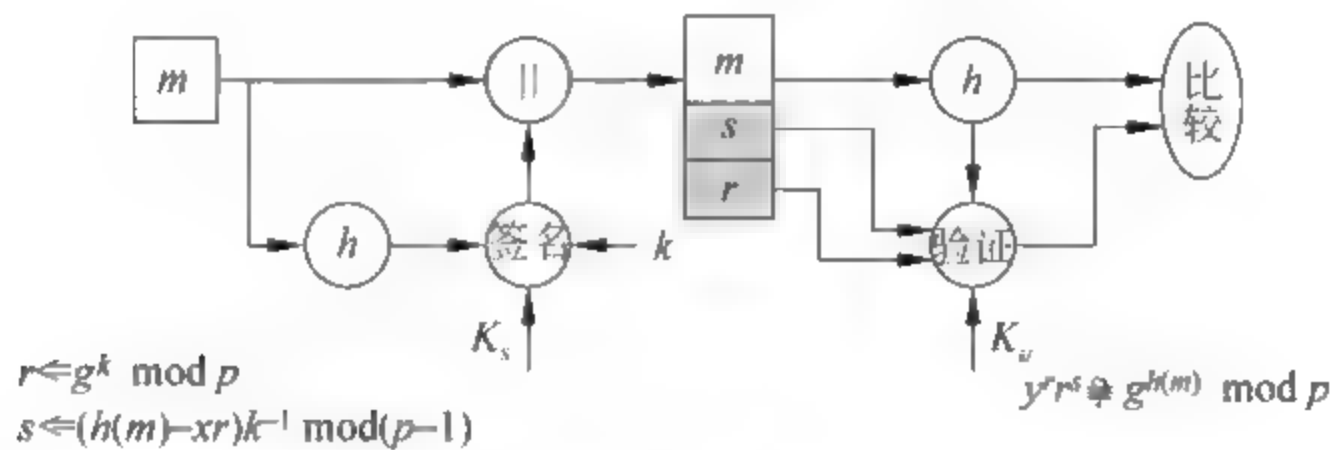 m
||
m
s
r
h
比较
h
签名
k
验证
K_s
K_u
r⇐g^k mod p
s⇐(h(m)−xr)k^−1 mod(p−1)
y^r r^s ≟ g^h(m) mod p